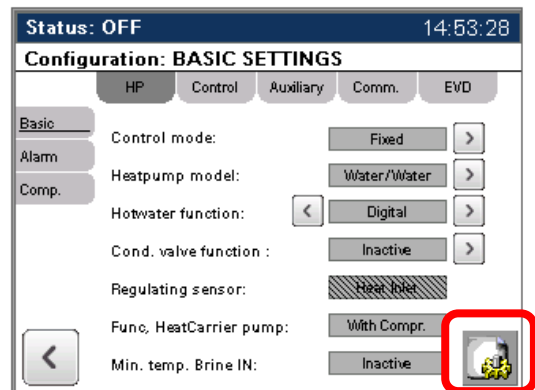 Status: OFF 14:53:28
Configuration: BASIC SETTINGS
HP Control Auxiliary Comm. EVD
Basic
Alarm
Comp.
Control mode: Fixed >
Heatpump model: Water/Water >
Hotwater function: < Digital >
Cond. valve function : Inactive >
Regulating sensor: Heat Inlet
Func, HeatCarrier pump: With Compr.
Min. temp. Brine IN: Inactive
<